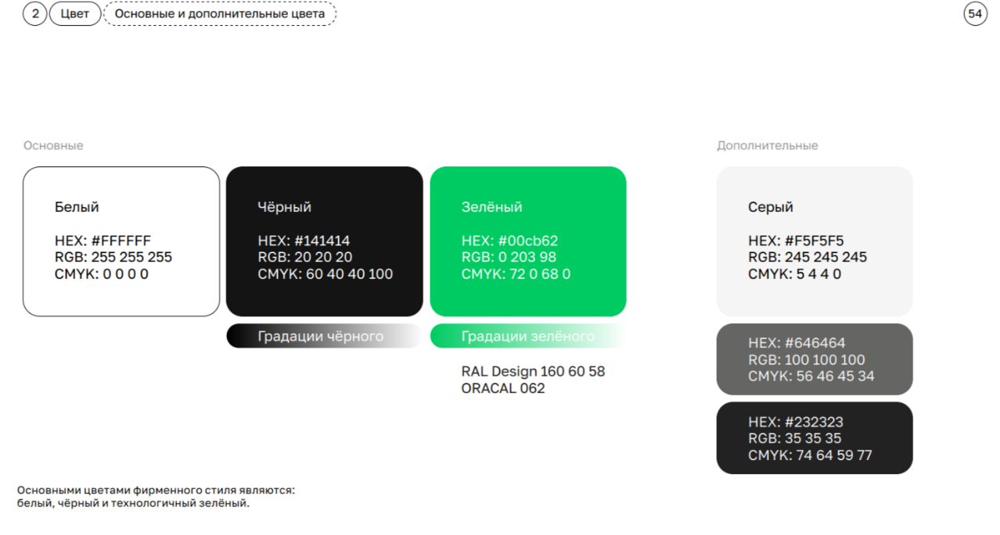 2 Цвет Основные и дополнительные цвета 54
Основные
Белый
HEX: #FFFFFF
RGB: 255 255 255
CMYK: 0 0 0 0
Чёрный
HEX: #141414
RGB: 20 20 20
CMYK: 60 40 40 100
Градации чёрного
Зелёный
HEX: #00cb62
RGB: 0 203 98
CMYK: 72 0 68 0
Градации зелёного
RAL Design 160 60 58
ORACAL 062
Дополнительные
Серый
HEX: #F5F5F5
RGB: 245 245 245
CMYK: 5 4 4 0
HEX: #646464
RGB: 100 100 100
CMYK: 56 46 45 34
HEX: #232323
RGB: 35 35 35
CMYK: 74 64 59 77
Основными цветами фирменного стиля являются:
белый, чёрный и технологичный зелёный.